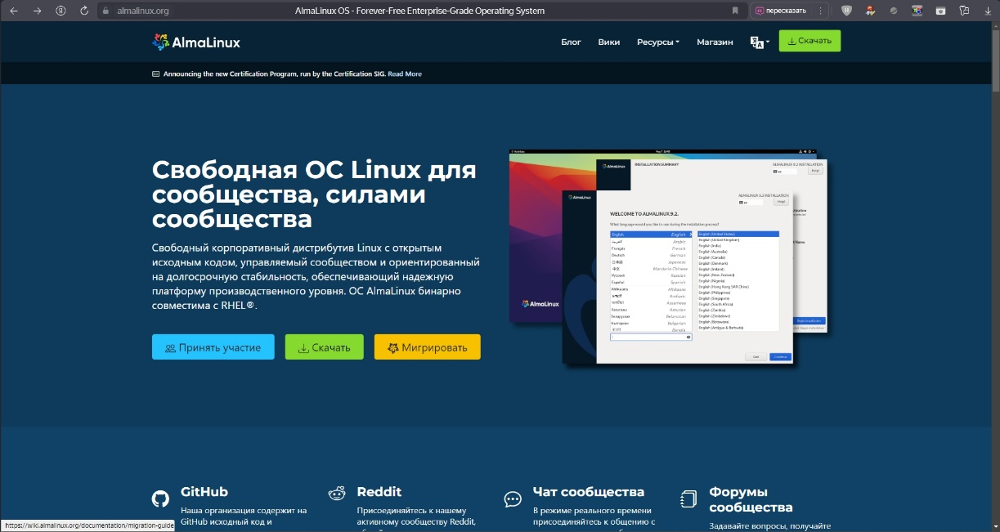 almalinux.org
AlmaLinux OS - Forever-Free Enterprise-Grade Operating System
пересказать
AlmaLinux
Блог
Вики
Ресурсы
Магазин
Скачать
Announcing the new Certification Program, run by the Certification SIG. Read More
Свободная ОС Linux для
сообщества, силами
сообщества
Свободный корпоративный дистрибутив Linux с открытым
исходным кодом, управляемый сообществом и ориентированный
на долгосрочную стабильность, обеспечивающий надежную
платформу производственного уровня. ОС AlmaLinux бинарно
совместима с RHEL®.
Принять участие
Скачать
Мигрировать
AlmaLinux
INSTALLATION SUMMARY
ALMALINUX 9.2 INSTALLATION
Help!
AlmaLinux
ALMALINUX 9.2 INSTALLATION
Help!
WELCOME TO ALMALINUX 9.2.
What language would you like to use during the installation process?
English English
Arabic
Français French
Deutsch German
日本語 Japanese
中文 Mandarin Chinese
Русский Russian
Español Spanish
Afrikaans Afrikaans
Amharic
Assamese
Asturianu Asturian
Беларуская Belarusian
Български Bulgarian
Bangla
English (United States)
English (United Kingdom)
English (India)
English (Australia)
English (Canada)
English (Denmark)
English (Ireland)
English (New Zealand)
English (Nigeria)
English (Hong Kong SAR China)
English (Philippines)
English (Singapore)
English (South Africa)
English (Zambia)
English (Zimbabwe)
English (Botswana)
English (Antigua & Barbuda)
Quit
Continue
Begin Installation
AlmaLinux
GitHub
Наша организация содержит на
GitHub исходный код и
Reddit
Присоединяйтесь к нашему
активному сообществу Reddit,
Чат сообщества
В режиме реального времени
присоединяйтесь к общению с
Форумы
сообщества
Задавайте вопросы, получайте
https://wiki.almalinux.org/documentation/migration-guide